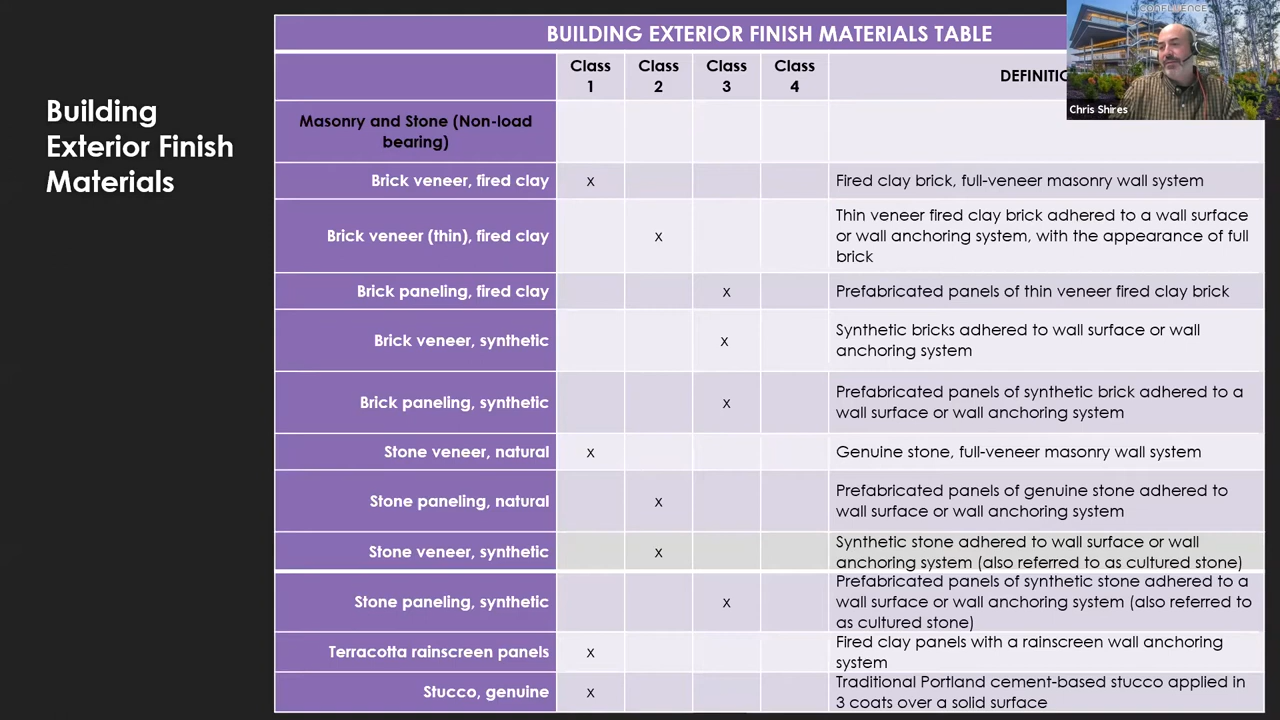 Building
Exterior Finish
Materials
BUILDING EXTERIOR FINISH MATERIALS TABLE
Class
1
Class
2
Class
3
Class
4
Masonry and Stone (Non-load
bearing)
Brick veneer, fired clay
x
Fired clay brick, full-veneer masonry wall system
Brick veneer (thin), fired clay
x
Thin veneer fired clay brick adhered to a wall surface
or wall anchoring system, with the appearance of full
brick
Brick paneling, fired clay
x
Prefabricated panels of thin veneer fired clay brick
Brick veneer, synthetic
x
Synthetic bricks adhered to wall surface or wall
anchoring system
Brick paneling, synthetic
x
Prefabricated panels of synthetic brick adhered to a
wall surface or wall anchoring system
Stone veneer, natural
x
Genuine stone, full-veneer masonry wall system
Stone paneling, natural
x
Prefabricated panels of genuine stone adhered to
wall surface or wall anchoring system
Stone veneer, synthetic
x
Synthetic stone adhered to wall surface or wall
anchoring system (also referred to as cultured stone)
Stone paneling, synthetic
x
Prefabricated panels of synthetic stone adhered to a
wall surface or wall anchoring system (also referred to
as cultured stone)
Terracotta rainscreen panels
x
Fired clay panels with a rainscreen wall anchoring
system
Stucco, genuine
x
Traditional Portland cement-based stucco applied in
3 coats over a solid surface
CONFLUENCE
Chris Shires